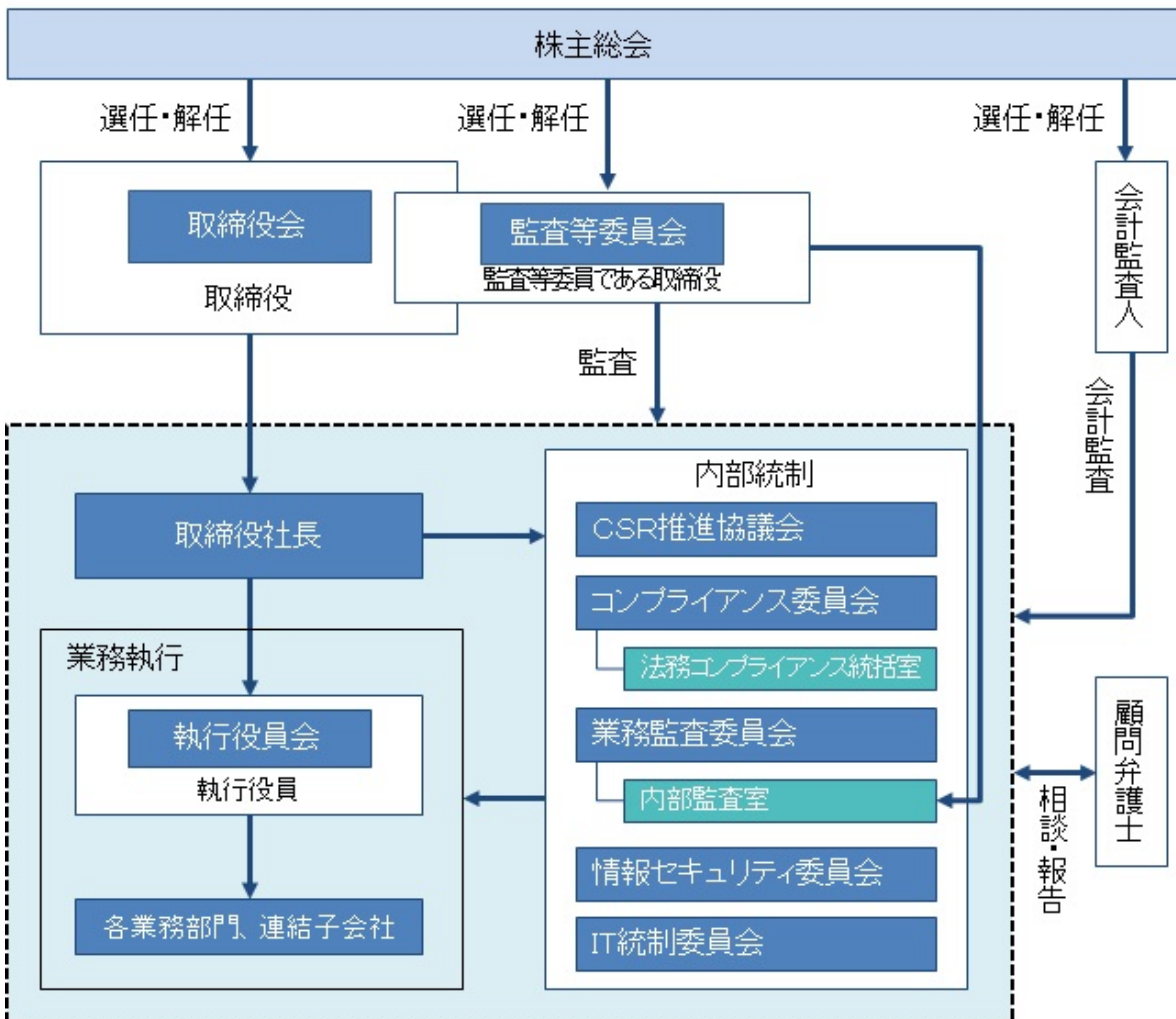 株主総会
選任・解任
選任・解任
選任・解任
取締役会
取締役
監査等委員会
監査等委員である取締役
会計監査人
監査
会計監査
取締役社長
内部統制
CSR推進協議会
コンプライアンス委員会
法務コンプライアンス統括室
業務監査委員会
内部監査室
情報セキュリティ委員会
IT統制委員会
業務執行
執行役員会
執行役員
各業務部門、連結子会社
顧問弁護士
相談・報告